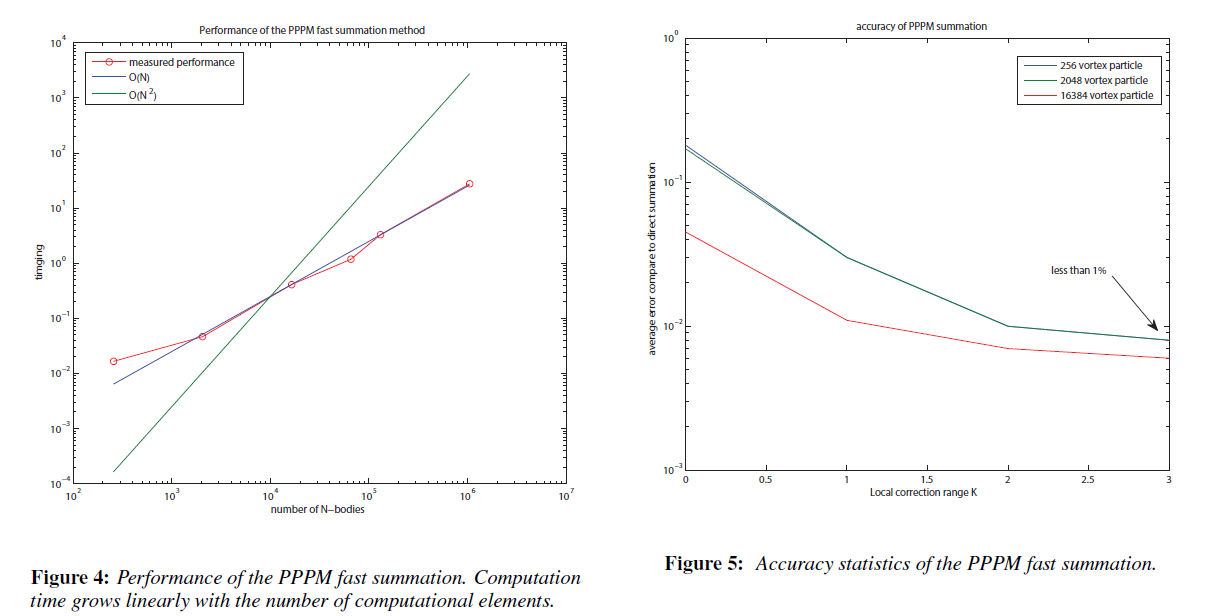 Performance of the PPPM fast summation method
measured performance
O(N)
O(N 2)
10 4
10 3
10 2
10 1
10 0
10 −1
10 −2
10 −3
10 −4
timging
10 2
10 3
10 4
10 5
10 6
10 7
number of N−bodies
Figure 4: Performance of the PPPM fast summation. Computation
time grows linearly with the number of computational elements.
accuracy of PPPM summation
256 vortex particle
2048 vortex particle
16384 vortex particle
less than 1%
10 0
10 −1
10 −2
10 −3
average error compare to direct summation
0
0.5
1
1.5
2
2.5
3
Local correction range K
Figure 5: Accuracy statistics of the PPPM fast summation.